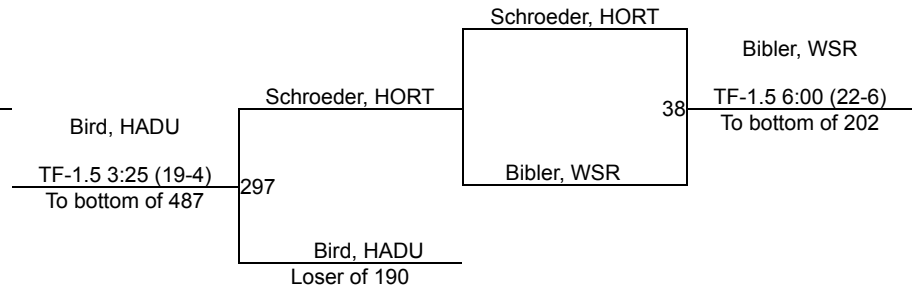 Schroeder, HORT
Bibler, WSR
Schroeder, HORT
38
TF-1.5 6:00 (22-6)
To bottom of 202
Bird, HADU
TF-1.5 3:25 (19-4)
297
To bottom of 487
Bibler, WSR
Bird, HADU
Loser of 190